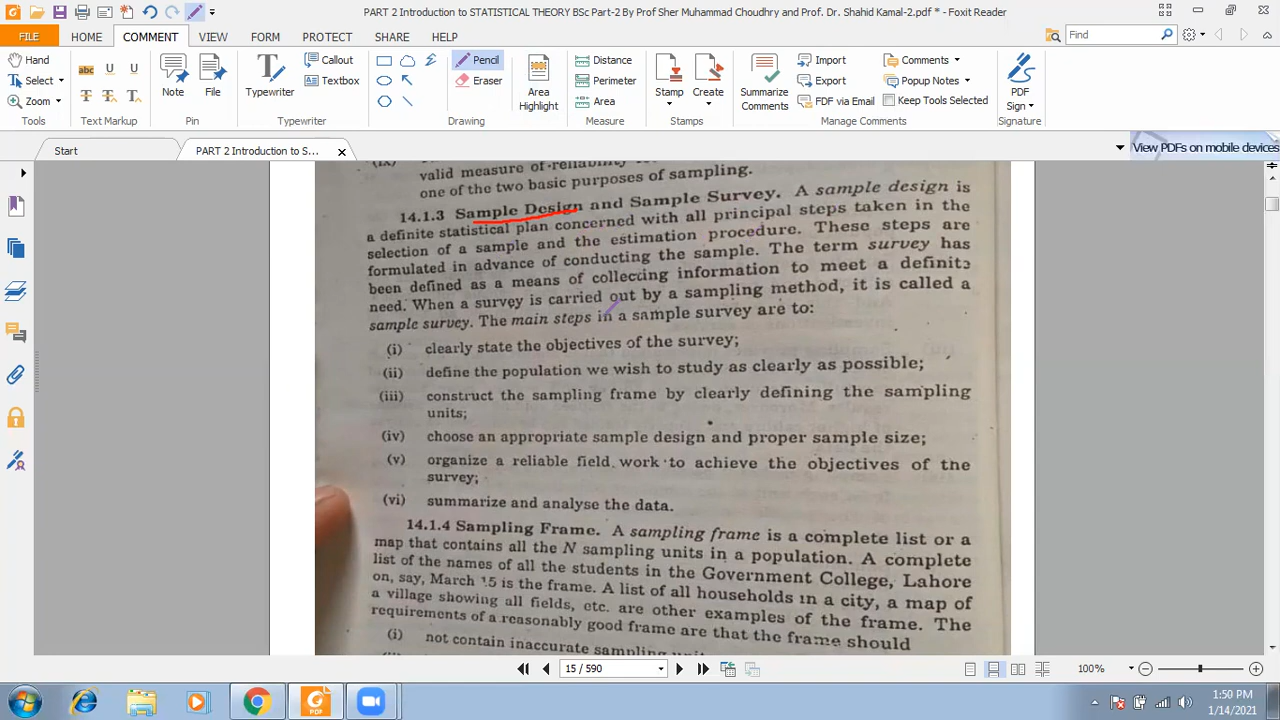 PART 2 Introduction to STATISTICAL THEORY BSc Part-2 By Prof Sher Muhammad Choudhry and Prof. Dr. Shahid Kamal-2.pdf * - Foxit Reader
FILE HOME COMMENT VIEW FORM PROTECT SHARE HELP Find
Hand Select Zoom Tools
Text Markup
Note File Pin
Typewriter Callout Textbox Typewriter
Pencil Eraser Drawing
Area Highlight Distance Perimeter Area Measure
Stamp Create Stamps
Summarize Comments Import Export FDF via Email Comments Popup Notes Keep Tools Selected Manage Comments
PDF Sign Signature
Start PART 2 Introduction to S... View PDFs on mobile devices
valid measure of reliability
one of the two basic purposes of sampling.
14.1.3 Sample Design and Sample Survey. A sample design is
a definite statistical plan concerned with all principal steps taken in the
selection of a sample and the estimation procedure. These steps are
formulated in advance of conducting the sample. The term survey has
been defined as a means of collecting information to meet a definite
need. When a survey is carried out by a sampling method, it is called a
sample survey. The main steps in a sample survey are to:
(i) clearly state the objectives of the survey;
(ii) define the population we wish to study as clearly as possible;
(iii) construct the sampling frame by clearly defining the sampling
units;
(iv) choose an appropriate sample design and proper sample size;
(v) organize a reliable field work to achieve the objectives of the
survey;
(vi) summarize and analyse the data.
14.1.4 Sampling Frame. A sampling frame is a complete list or a
map that contains all the N sampling units in a population. A complete
list of the names of all the students in the Government College, Lahore
on, say, March 15 is the frame. A list of all households in a city, a map of
a village showing all fields, etc. are other examples of the frame. The
requirements of a reasonably good frame are that the frame should
(i) not contain inaccurate sampling
15 / 590 100%
1:50 PM
1/14/2021